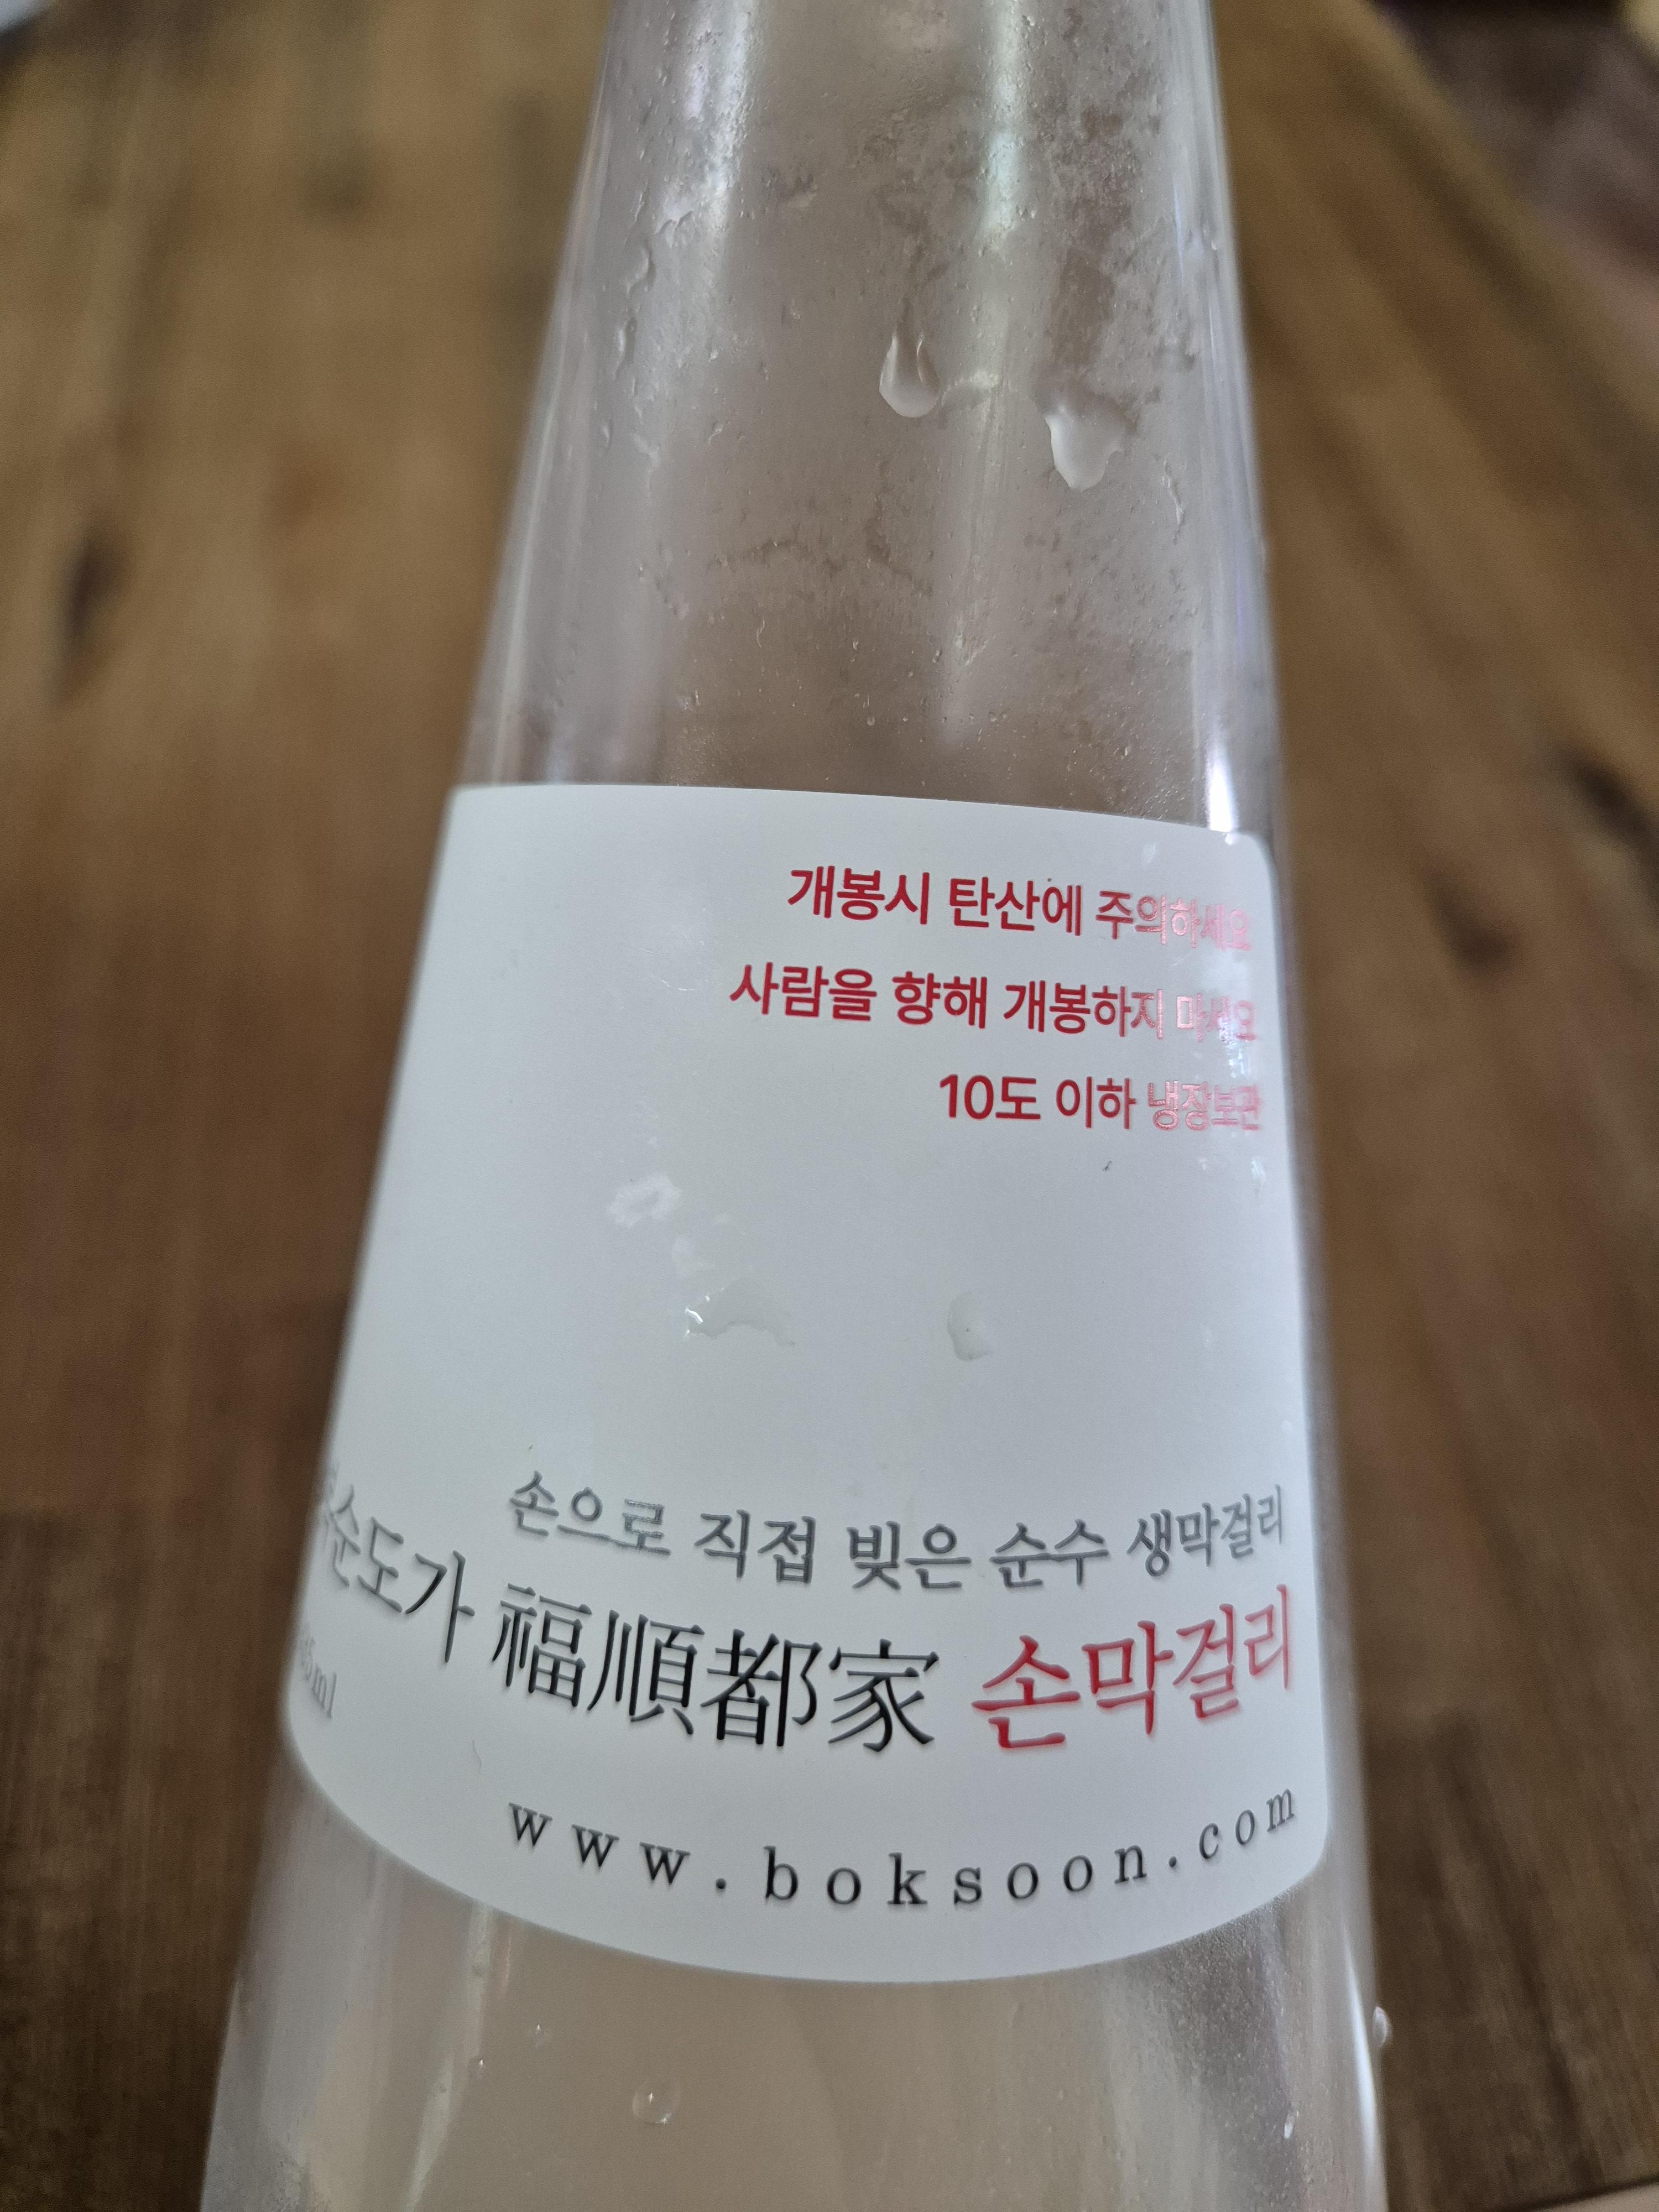 개봉시 탄산에 주의하세요
사람을 향해 개봉하지 마세요
10도 이하 냉장보관
손으로 직접 빚은 순수 생막걸리
복순도가 福順都家 손막걸리
www.boksoon.com